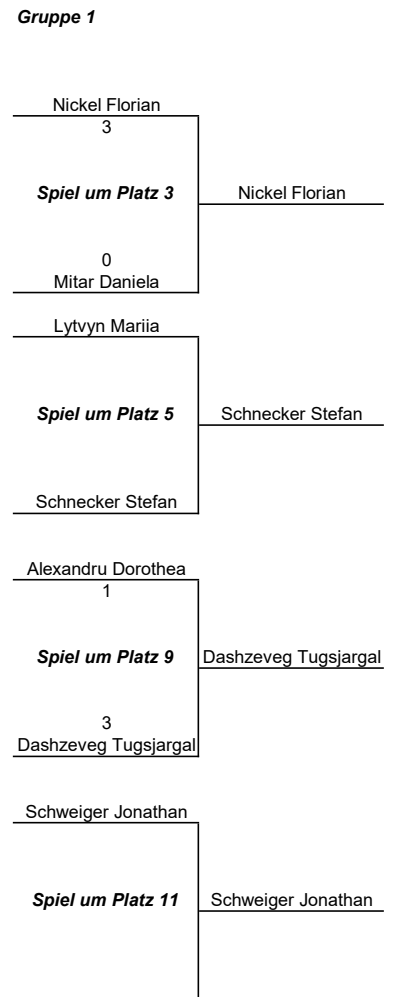 Gruppe 1
Nickel Florian
3
Spiel um Platz 3
Nickel Florian
0
Mitar Daniela
Lytvyn Mariia
Spiel um Platz 5
Schnecker Stefan
Schnecker Stefan
Alexandru Dorothea
1
Spiel um Platz 9
Dashzeveg Tugsjargal
3
Dashzeveg Tugsjargal
Schweiger Jonathan
Spiel um Platz 11
Schweiger Jonathan